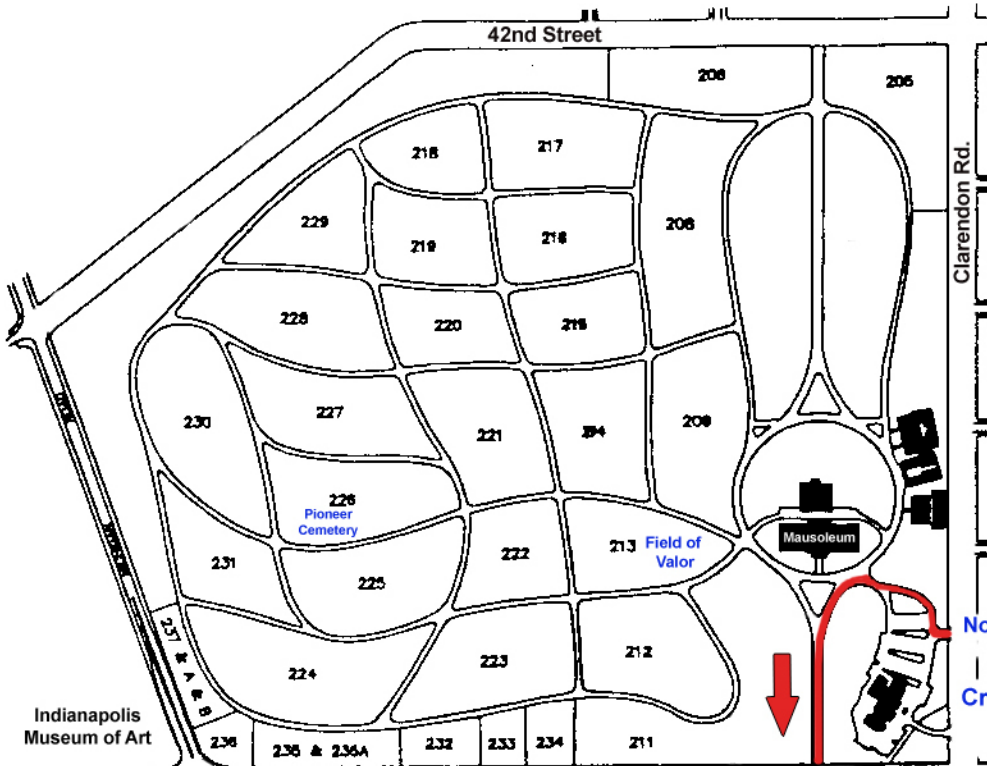 42nd Street
206
205
Clarendon Rd.
218
217
229
219
216
208
228
220
215
230
227
221
214
209
226
Pioneer
Cemetery
Mausoleum
231
225
222
213
Field of
Valor
No
237 & A & B
224
223
212
Cr
Indianapolis
Museum of Art
236
235 & 236A
232
233
234
211